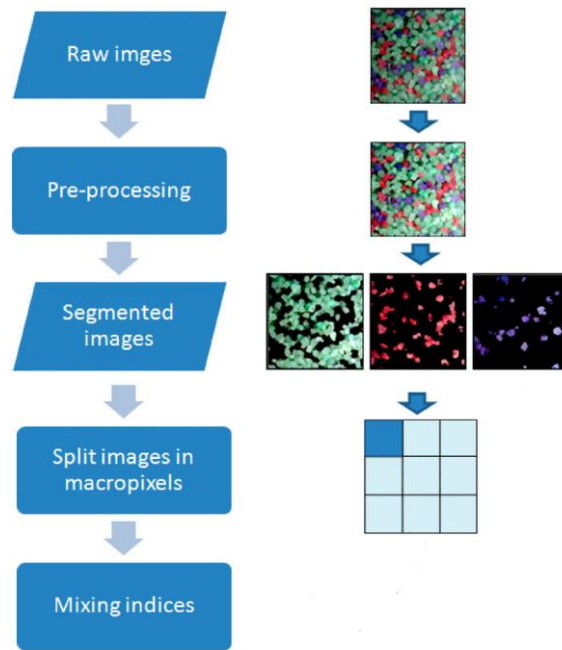 Raw imges
Pre-processing
Segmented
images
Split images in
macropixels
Mixing indices